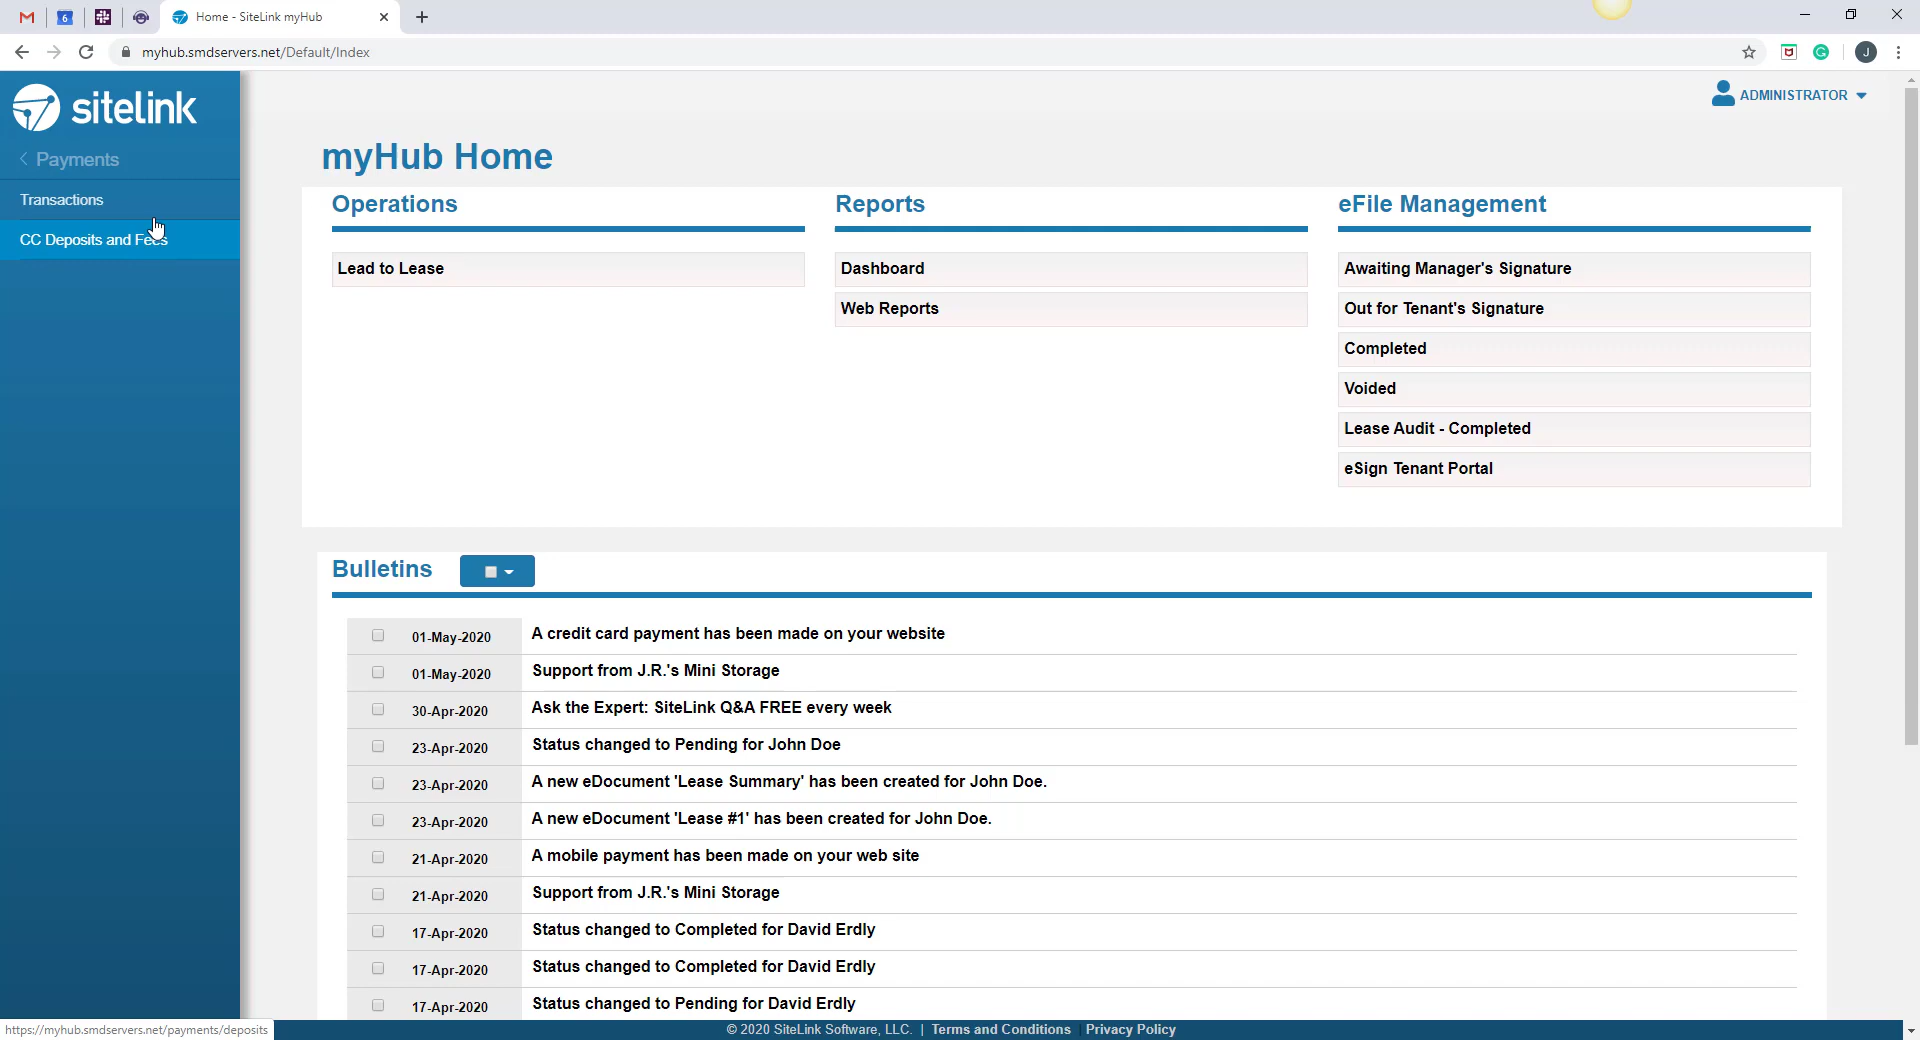 6
Home - SiteLink myHub
myhub.smdservers.net/Default/Index
J
sitelink
ADMINISTRATOR
Payments
Transactions
CC Deposits and Fees
myHub Home
Operations
Reports
eFile Management
Lead to Lease
Dashboard
Awaiting Manager's Signature
Web Reports
Out for Tenant's Signature
Completed
Voided
Lease Audit - Completed
eSign Tenant Portal
Bulletins
01-May-2020 A credit card payment has been made on your website
01-May-2020 Support from J.R.'s Mini Storage
30-Apr-2020 Ask the Expert: SiteLink Q&A FREE every week
23-Apr-2020 Status changed to Pending for John Doe
23-Apr-2020 A new eDocument 'Lease Summary' has been created for John Doe.
23-Apr-2020 A new eDocument 'Lease #1' has been created for John Doe.
21-Apr-2020 A mobile payment has been made on your web site
21-Apr-2020 Support from J.R.'s Mini Storage
17-Apr-2020 Status changed to Completed for David Erdly
17-Apr-2020 Status changed to Completed for David Erdly
17-Apr-2020 Status changed to Pending for David Erdly
https://myhub.smdservers.net/payments/deposits
© 2020 SiteLink Software, LLC. | Terms and Conditions Privacy Policy